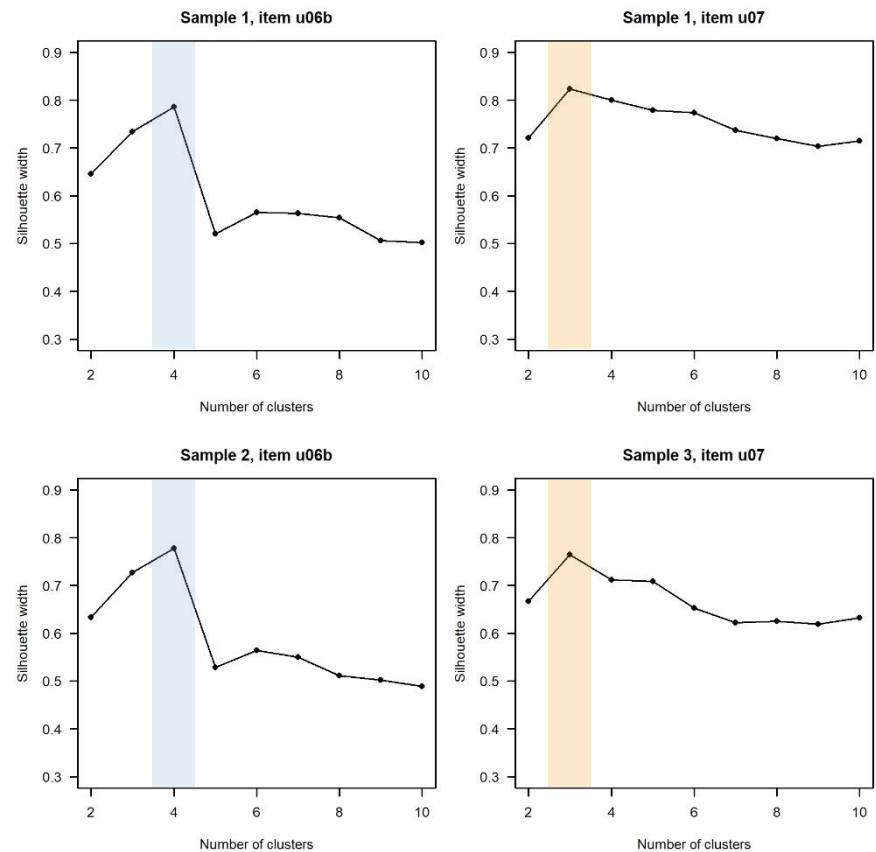 Sample 1, item u06b
0.9
0.8
0.7
0.6
0.5
0.4
0.3
Silhouette width
2 4 6 8 10
Number of clusters
Sample 1, item u07
0.9
0.8
0.7
0.6
0.5
0.4
0.3
Silhouette width
2 4 6 8 10
Number of clusters
Sample 2, item u06b
0.9
0.8
0.7
0.6
0.5
0.4
0.3
Silhouette width
2 4 6 8 10
Number of clusters
Sample 3, item u07
0.9
0.8
0.7
0.6
0.5
0.4
0.3
Silhouette width
2 4 6 8 10
Number of clusters